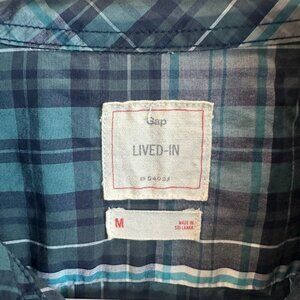 Gap
LIVED-IN
M
MADE IN
SRI LANKA